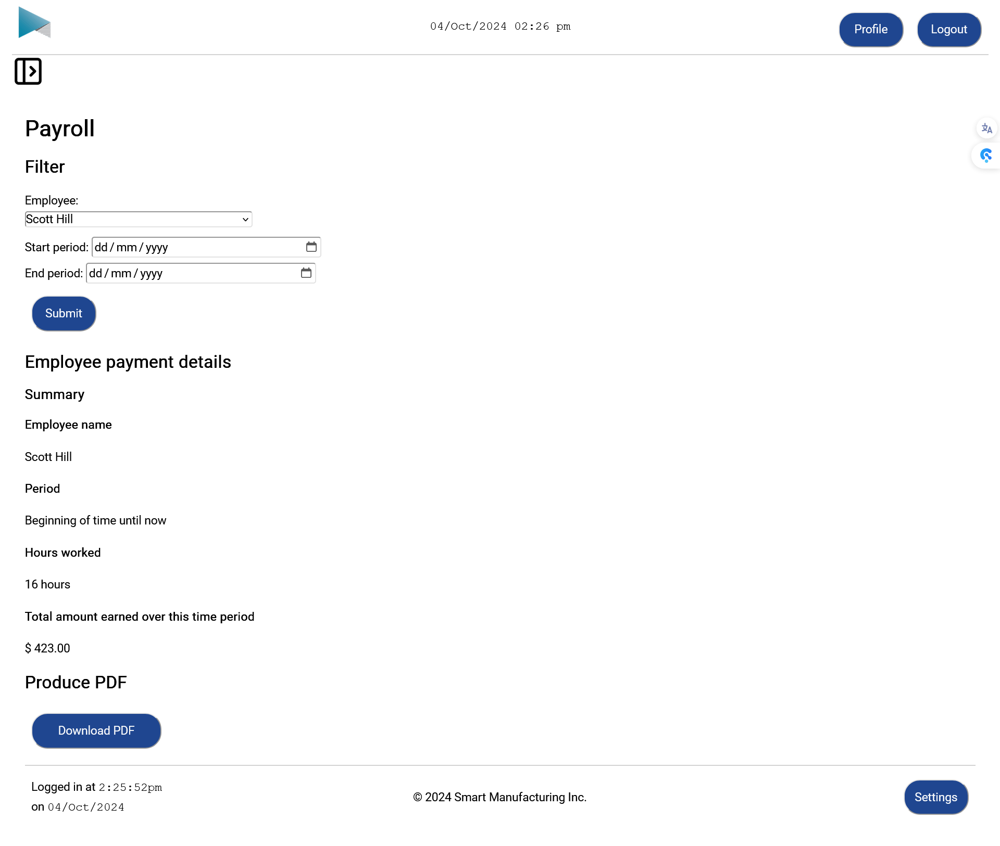 04/Oct/2024 02:26 pm
Profile
Logout
Payroll
Filter
Employee:
Scott Hill
Start period: dd/mm/yyyy
End period: dd/mm/yyyy
Submit
Employee payment details
Summary
Employee name
Scott Hill
Period
Beginning of time until now
Hours worked
16 hours
Total amount earned over this time period
$ 423.00
Produce PDF
Download PDF
Logged in at 2:25:52pm
on 04/Oct/2024
© 2024 Smart Manufacturing Inc.
Settings